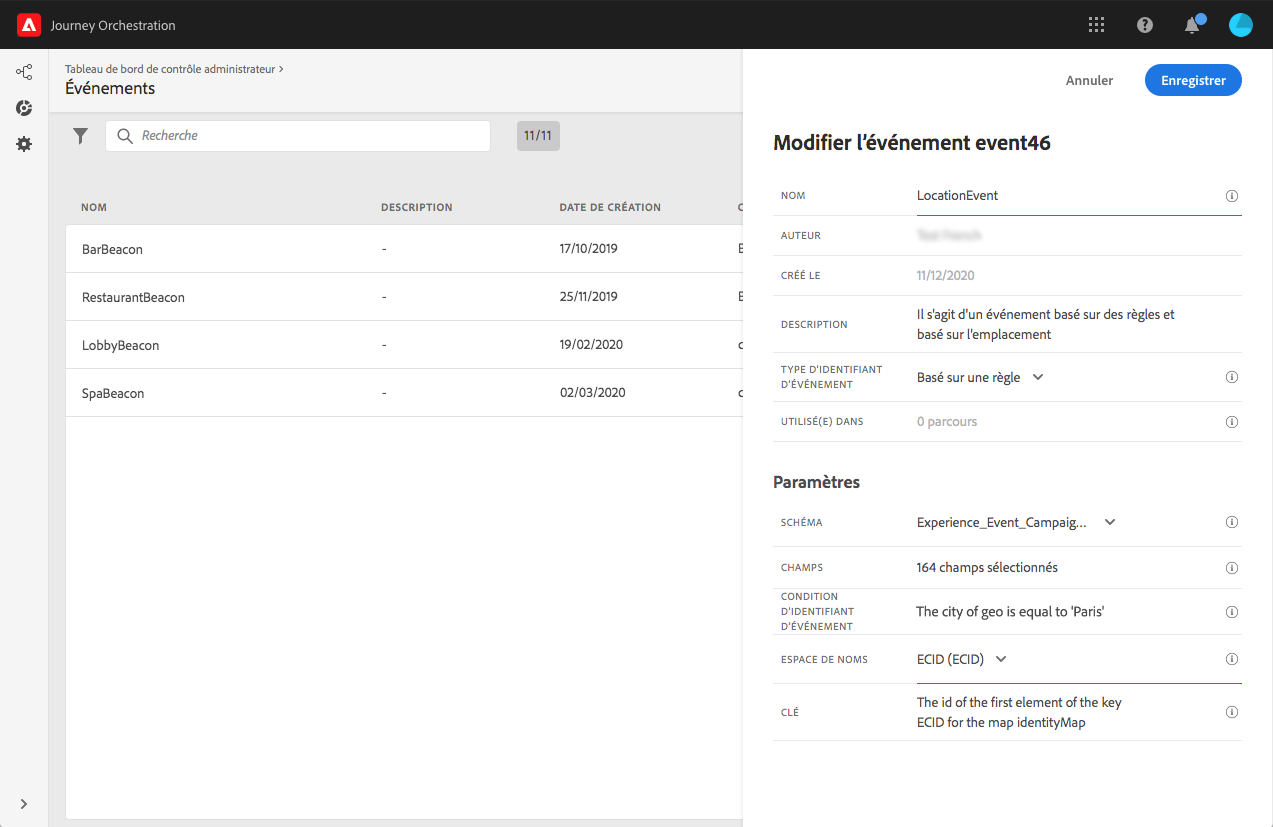 Journey Orchestration
Tableau de bord de contrôle administrateur
Événements
Recherche
11/11
NOM DESCRIPTION DATE DE CRÉATION
BarBeacon - 17/10/2019
RestaurantBeacon - 25/11/2019
LobbyBeacon - 19/02/2020
SpaBeacon - 02/03/2020
Annuler Enregistrer
Modifier l’événement event46
NOM LocationEvent
AUTEUR
CRÉÉ LE 11/12/2020
DESCRIPTION
Il s'agit d'un événement basé sur des règles et
basé sur l'emplacement
TYPE D'IDENTIFIANT
D'ÉVÉNEMENT
Basé sur une règle
UTILISÉ(E) DANS 0 parcours
Paramètres
SCHÉMA Experience_Event_Campaig...
CHAMPS 164 champs sélectionnés
CONDITION
D'IDENTIFIANT
D'ÉVÉNEMENT
The city of geo is equal to 'Paris'
ESPACE DE NOMS ECID (ECID)
CLÉ
The id of the first element of the key
ECID for the map identityMap